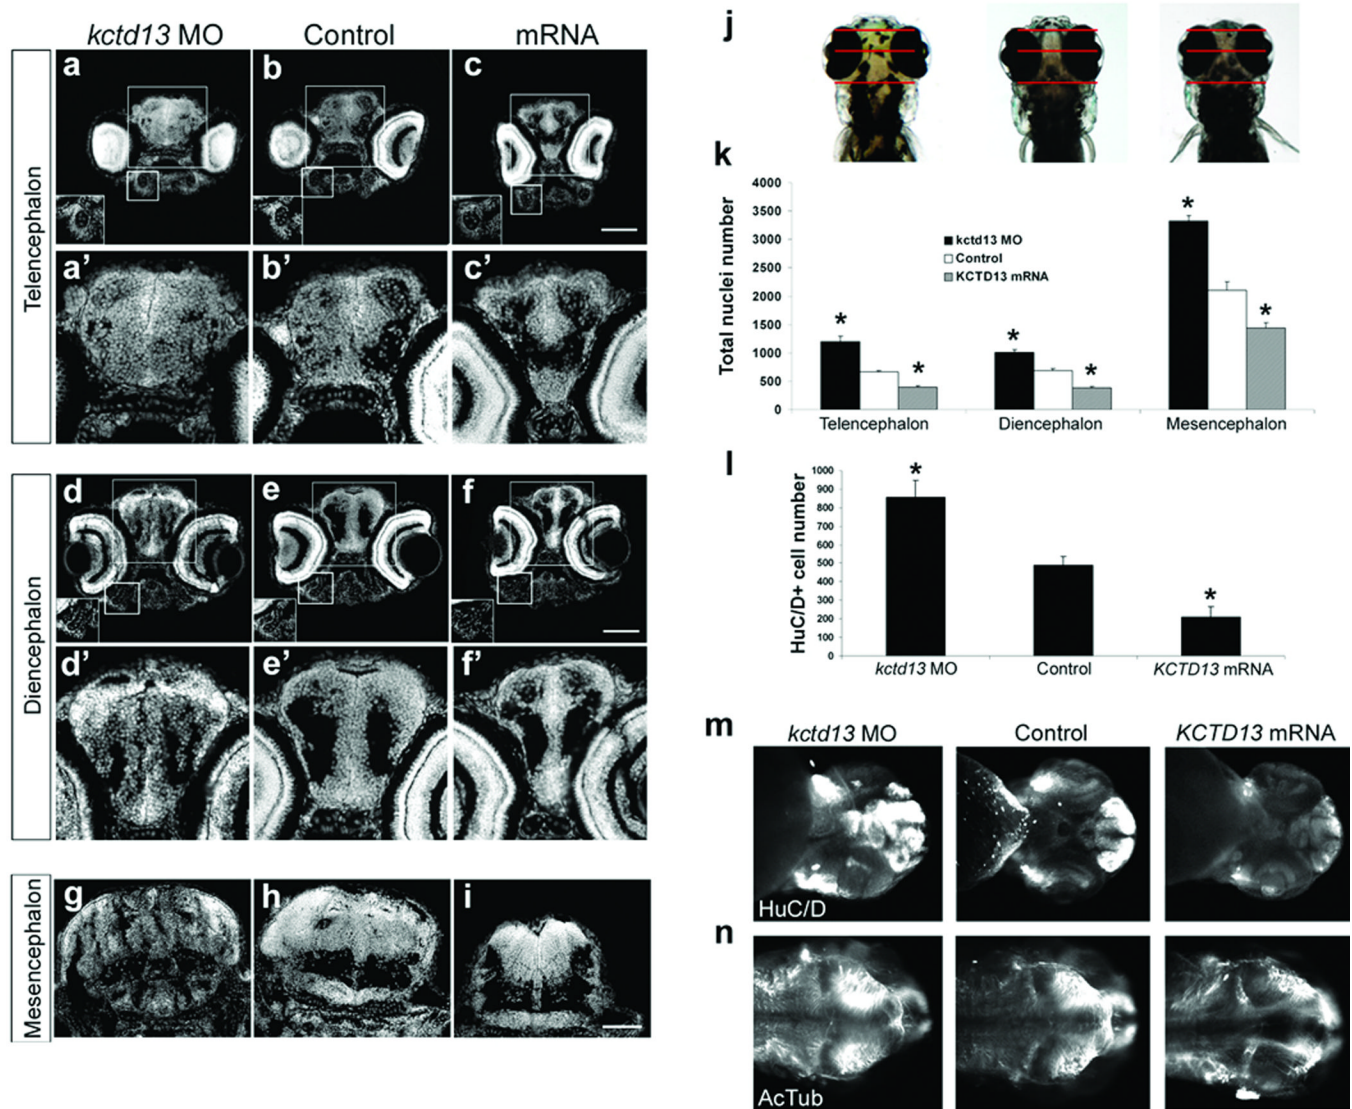 kctd13 MO
Control
mRNA
Telencephalon
a
b
c
a'
b'
c'
Diencephalon
d
e
f
d'
e'
f'
Mesencephalon
g
h
i
j
k
Total nuclei number
4000
3500
3000
2500
2000
1500
1000
500
0
kctd13 MO
Control
KCTD13 mRNA
*
*
*
*
*
*
Telencephalon
Diencephalon
Mesencephalon
l
HuC/D+ cell number
1000
900
800
700
600
500
400
300
200
100
0
*
*
kctd13 MO
Control
KCTD13 mRNA
m
kctd13 MO
Control
KCTD13 mRNA
HuC/D
n
AcTub